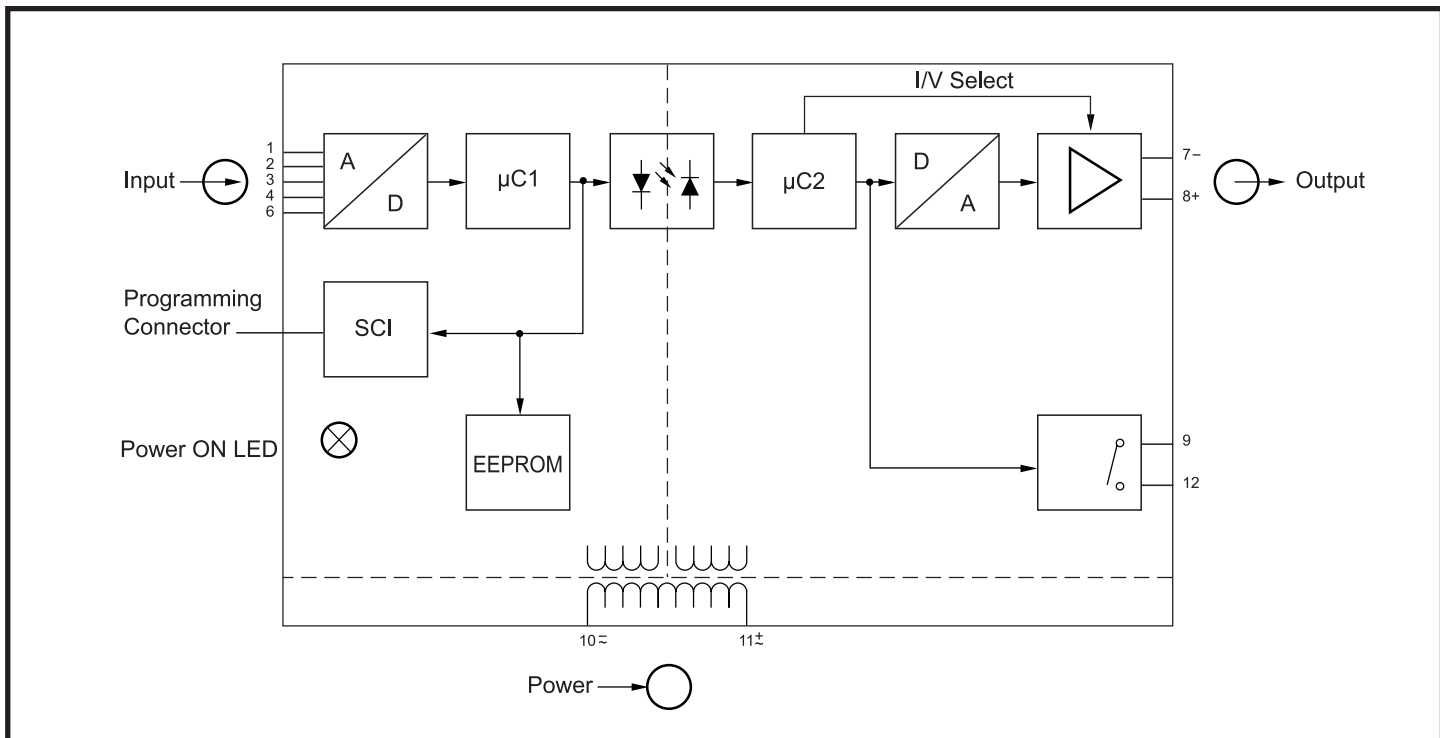 I/V Select
Input
1
2
3
4
6
A
D
µC1
µC2
D
A
7–
8+
Output
Programming
Connector
SCI
Power ON LED
EEPROM
9
12
10 ≂
11 ±~
Power